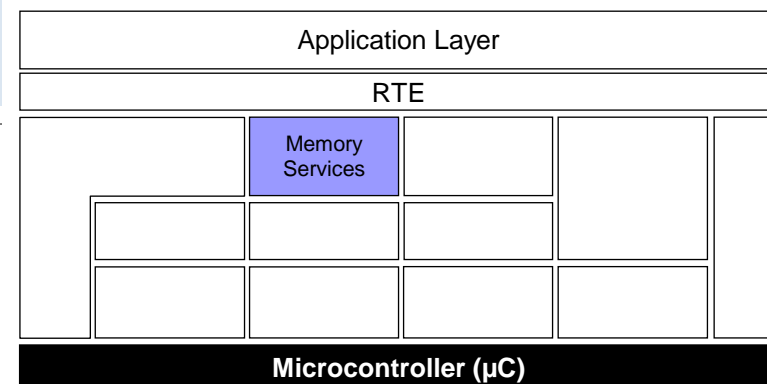 Application Layer
RTE
Memory
Services
Microcontroller (µC)